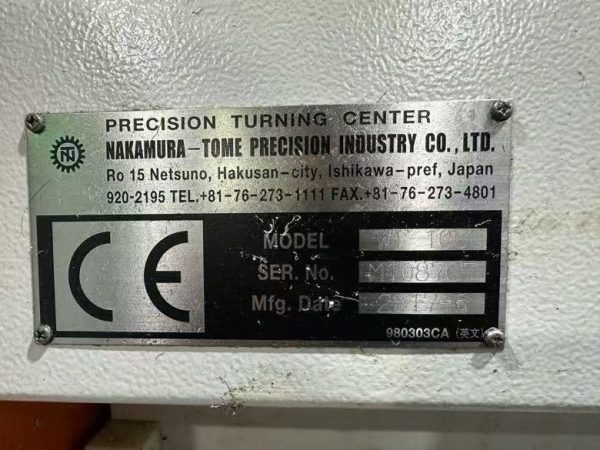 PRECISION TURNING CENTER
NAKAMURA-TOME PRECISION INDUSTRY CO., LTD.
Ro 15 Netsuno, Hakusan-city, Ishikawa-pref, Japan
920-2195 TEL.+81-76-273-1111 FAX.+81-76-273-4801
CE
MODEL
SER. No.
Mfg. Date
980303CA (英文)